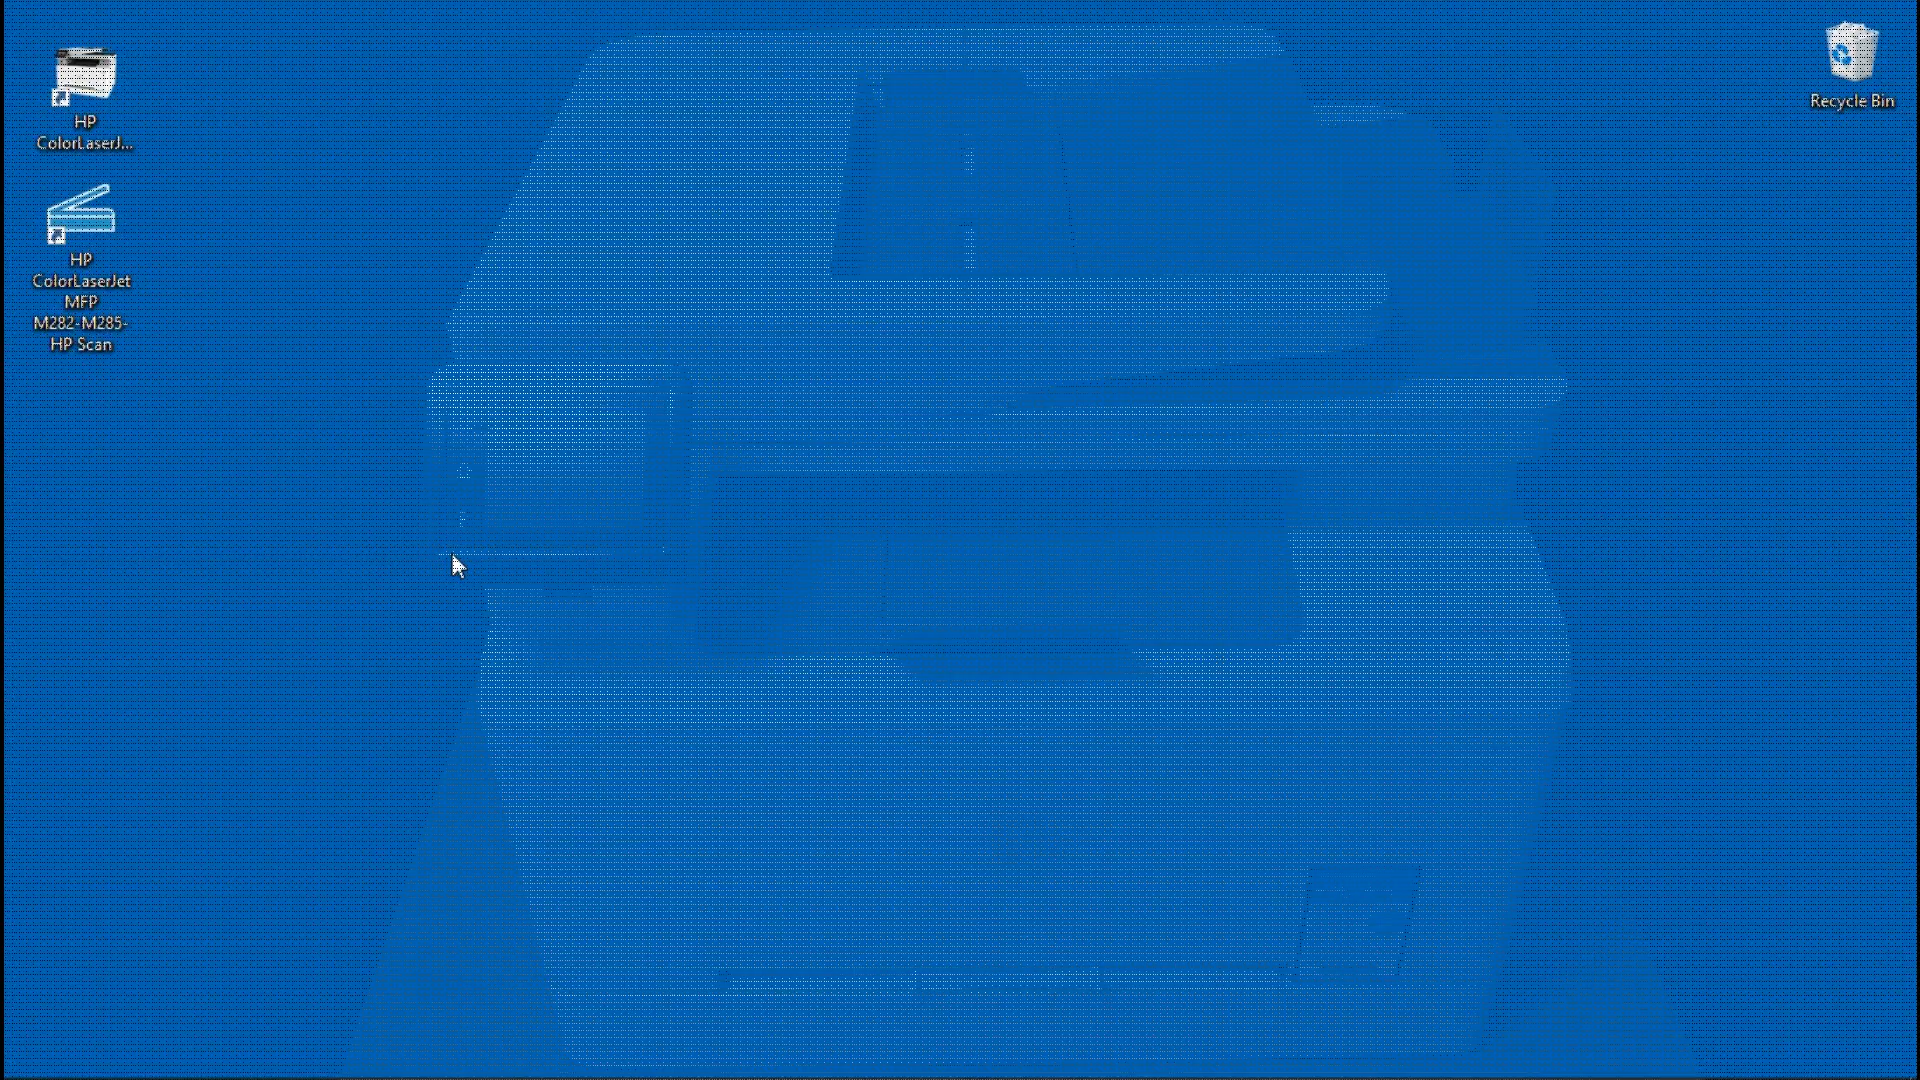 HP
ColorLaserJ...
HP
ColorLaserJet
MFP
M282-M285-
HP Scan
Recycle Bin